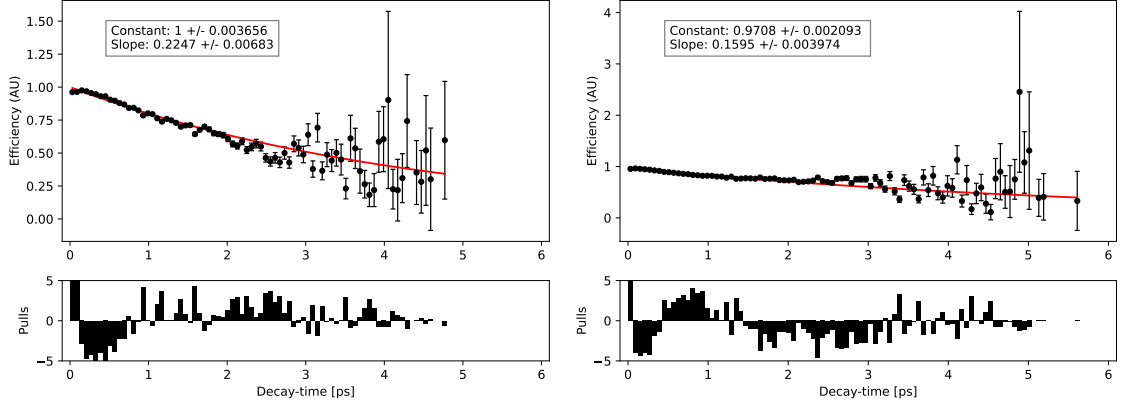 Efficiency (AU)
1.50
1.25
1.00
0.75
0.50
0.25
0.00
Constant: 1 +/- 0.003656
Slope: 0.2247 +/- 0.00683
0 1 2 3 4 5 6
Pulls
5
0
−5
0 1 2 3 4 5 6
Decay-time [ps]
Efficiency (AU)
4
3
2
1
0
Constant: 0.9708 +/- 0.002093
Slope: 0.1595 +/- 0.003974
0 1 2 3 4 5 6
Pulls
5
0
−5
0 1 2 3 4 5 6
Decay-time [ps]